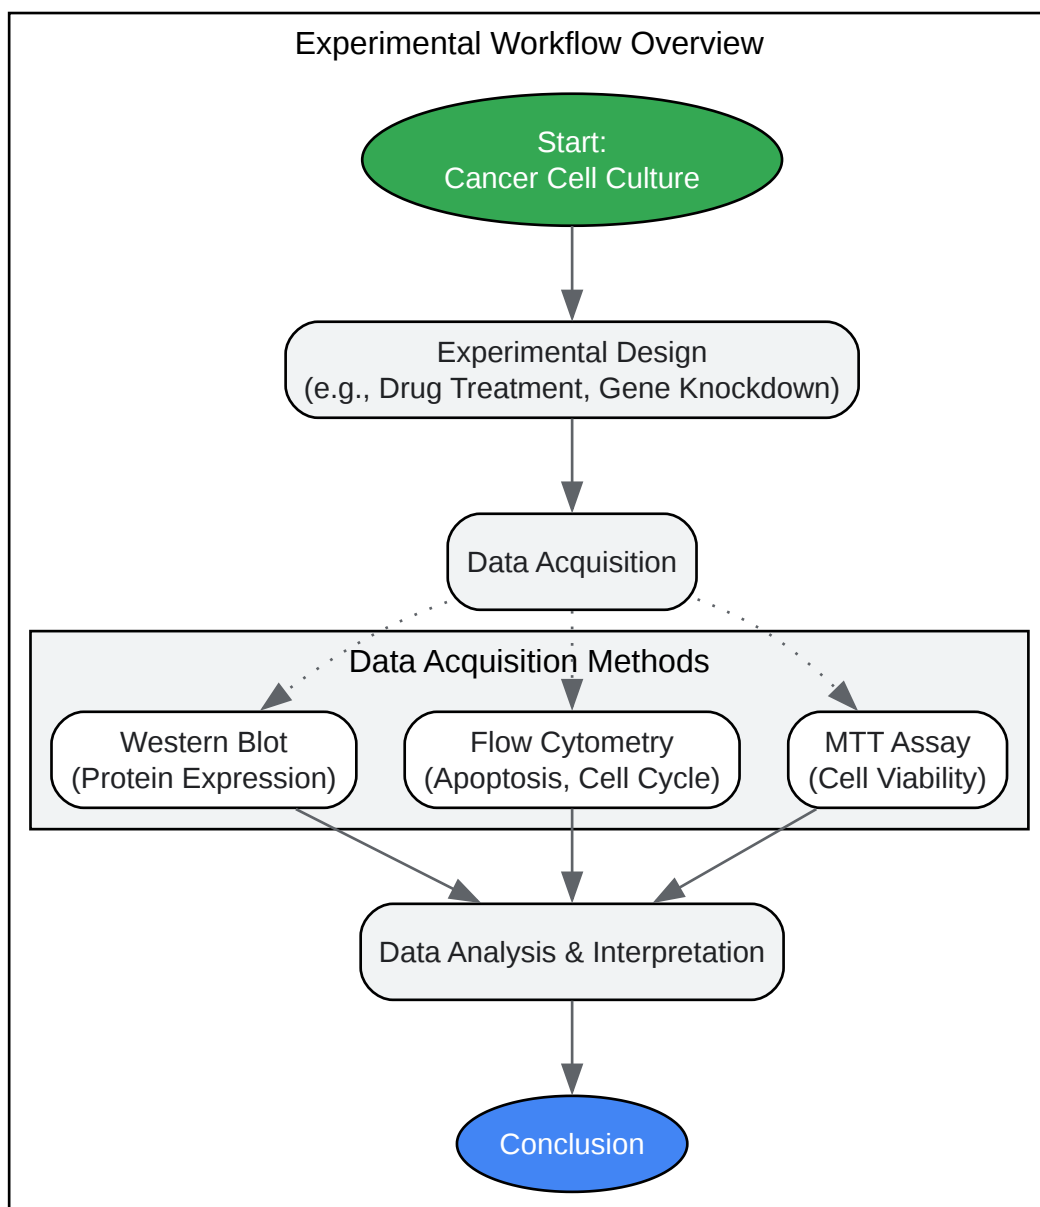 Experimental Workflow Overview
Start:
Cancer Cell Culture
Experimental Design
(e.g., Drug Treatment, Gene Knockdown)
Data Acquisition
Data Acquisition Methods
Western Blot
(Protein Expression)
Flow Cytometry
(Apoptosis, Cell Cycle)
MTT Assay
(Cell Viability)
Data Analysis & Interpretation
Conclusion